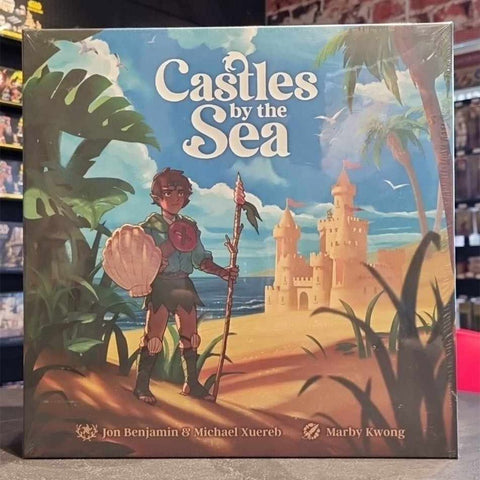 Castles
by the
Sea
Jon Benjamin & Michael Xuereb
Marby Kwong